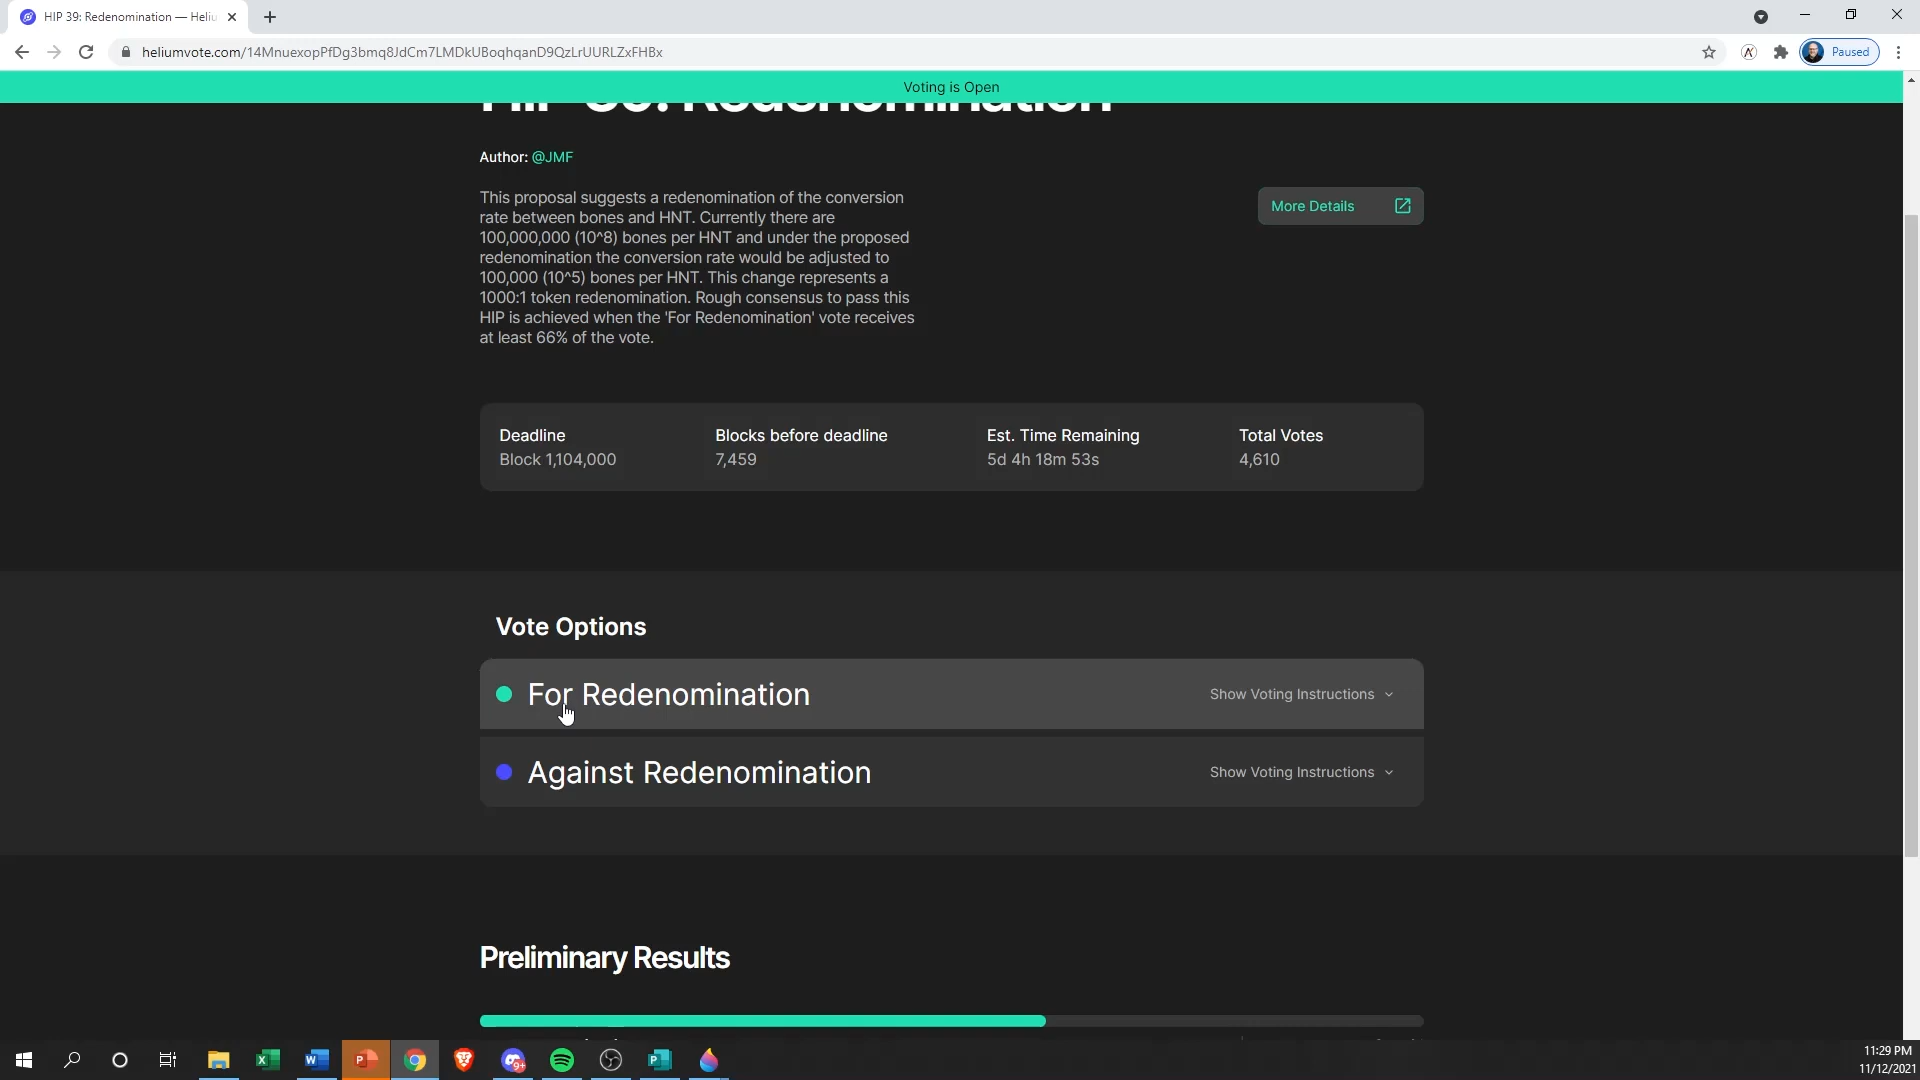 HIP 39: Redenomination — Heliu
Paused
heliumvote.com/14MnuexopPfDg3bmq8JdCm7LMDkUBoqhqanD9QzLrUURLZxFHBx
Voting is Open
HIP 39: Redenomination
Author: @JMF
This proposal suggests a redenomination of the conversion
rate between bones and HNT. Currently there are
100,000,000 (10^8) bones per HNT and under the proposed
redenomination the conversion rate would be adjusted to
100,000 (10^5) bones per HNT. This change represents a
1000:1 token redenomination. Rough consensus to pass this
HIP is achieved when the 'For Redenomination' vote receives
at least 66% of the vote.
More Details
Deadline
Block 1,104,000
Blocks before deadline
7,459
Est. Time Remaining
5d 4h 18m 53s
Total Votes
4,610
Vote Options
For Redenomination
Show Voting Instructions
Against Redenomination
Show Voting Instructions
Preliminary Results
9+
11:29 PM
11/12/2021